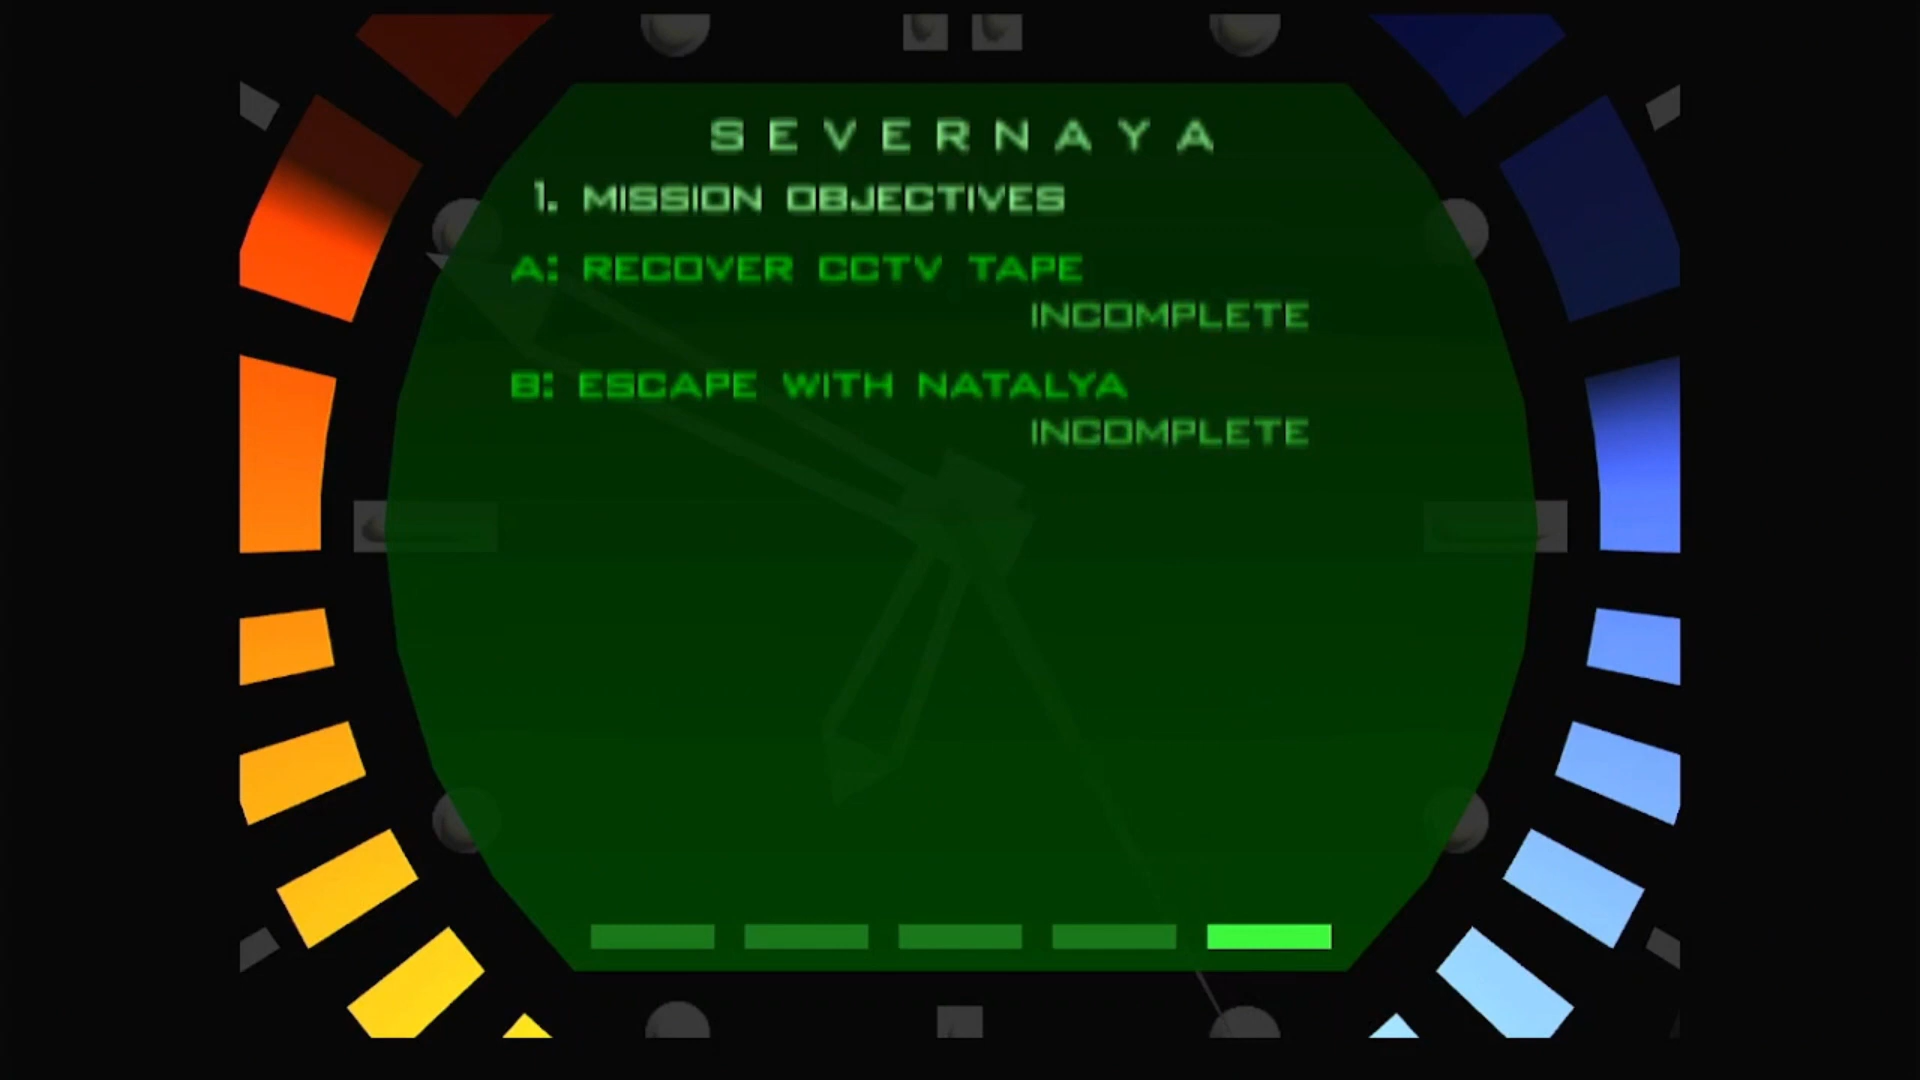 SEVERNAYA
1. MISSION OBJECTIVES
A: RECOVER CCTV TAPE
INCOMPLETE
B: ESCAPE WITH NATALYA
INCOMPLETE